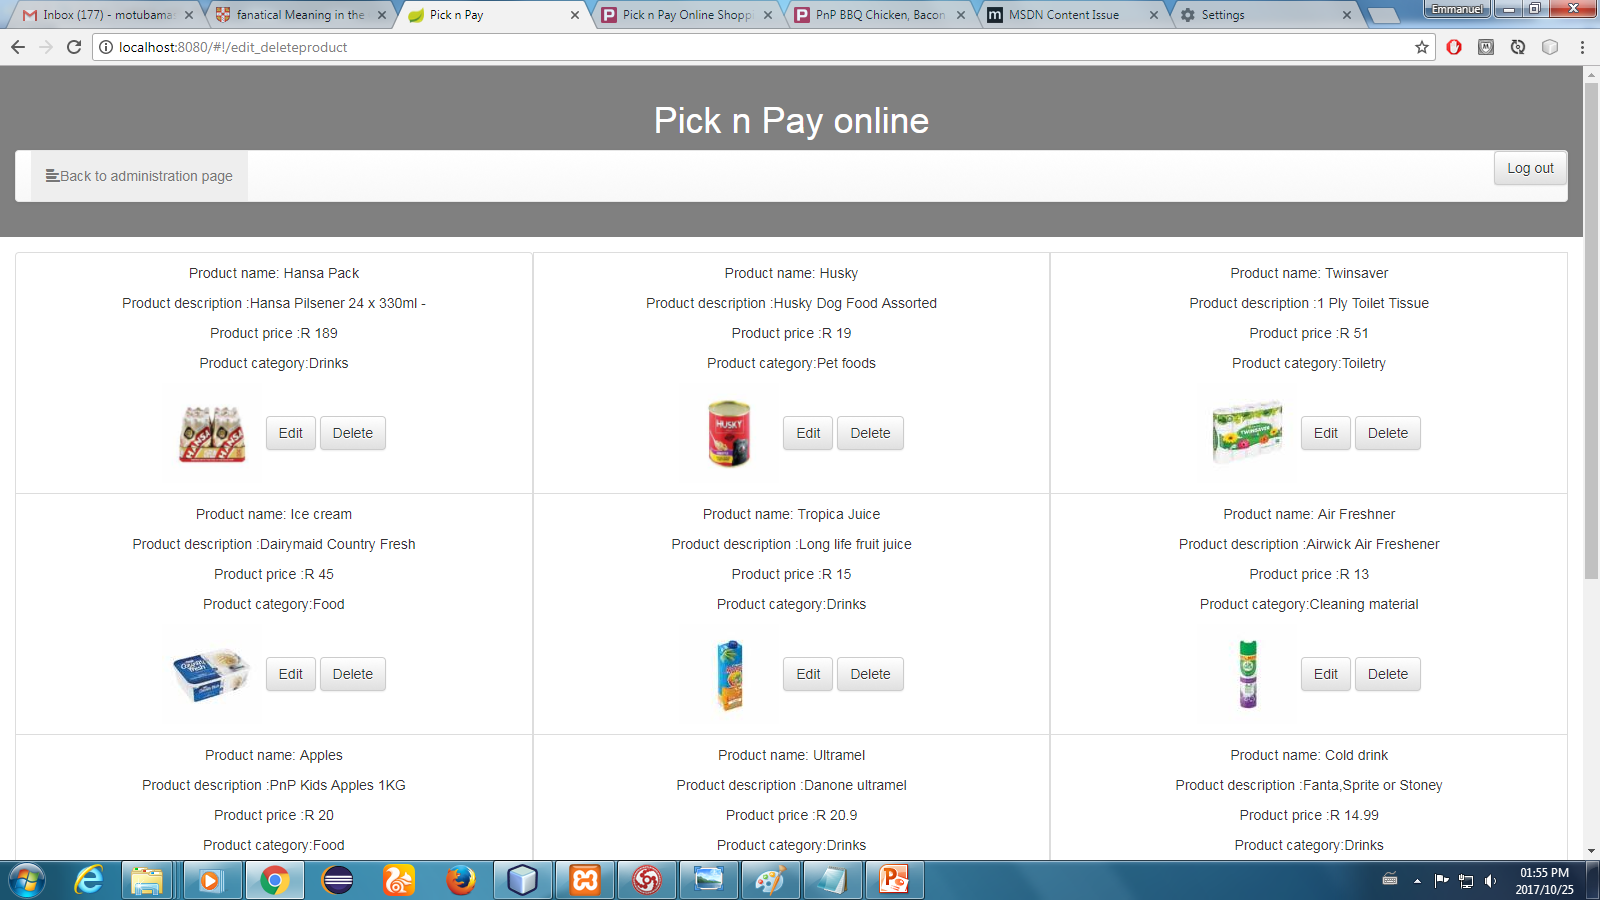 Inbox (177) - motubamas
fanatical Meaning in the
Pick n Pay
Pick n Pay Online Shopp
PnP BBQ Chicken, Bacon
MSDN Content Issue
Settings
Emmanuel
localhost:8080/#!/edit_deleteproduct
Pick n Pay online
Back to administration page
Log out
Product name: Hansa Pack
Product description :Hansa Pilsener 24 x 330ml -
Product price :R 189
Product category:Drinks
HANSA HANSA
Edit Delete
Product name: Husky
Product description :Husky Dog Food Assorted
Product price :R 19
Product category:Pet foods
HUSKY
Edit Delete
Product name: Twinsaver
Product description :1 Ply Toilet Tissue
Product price :R 51
Product category:Toiletry
TWINSAVER
Edit Delete
Product name: Ice cream
Product description :Dairymaid Country Fresh
Product price :R 45
Product category:Food
Country Fresh
Edit Delete
Product name: Tropica Juice
Product description :Long life fruit juice
Product price :R 15
Product category:Drinks
Edit Delete
Product name: Air Freshner
Product description :Airwick Air Freshener
Product price :R 13
Product category:Cleaning material
Edit Delete
Product name: Apples
Product description :PnP Kids Apples 1KG
Product price :R 20
Product category:Food
Product name: Ultramel
Product description :Danone ultramel
Product price :R 20.9
Product category:Drinks
Product name: Cold drink
Product description :Fanta,Sprite or Stoney
Product price :R 14.99
Product category:Drinks
01:55 PM
2017/10/25